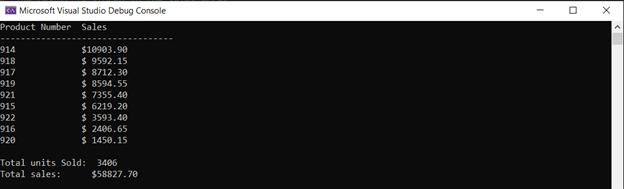 Microsoft Visual Studio Debug Console
Product Number  Sales
---------------------------------
914             $10903.90
918             $ 9592.15
917             $ 8712.30
919             $ 8594.55
921             $ 7355.40
915             $ 6219.20
922             $ 3593.40
916             $ 2406.65
920             $ 1450.15
Total units Sold:  3406
Total sales:      $58827.70